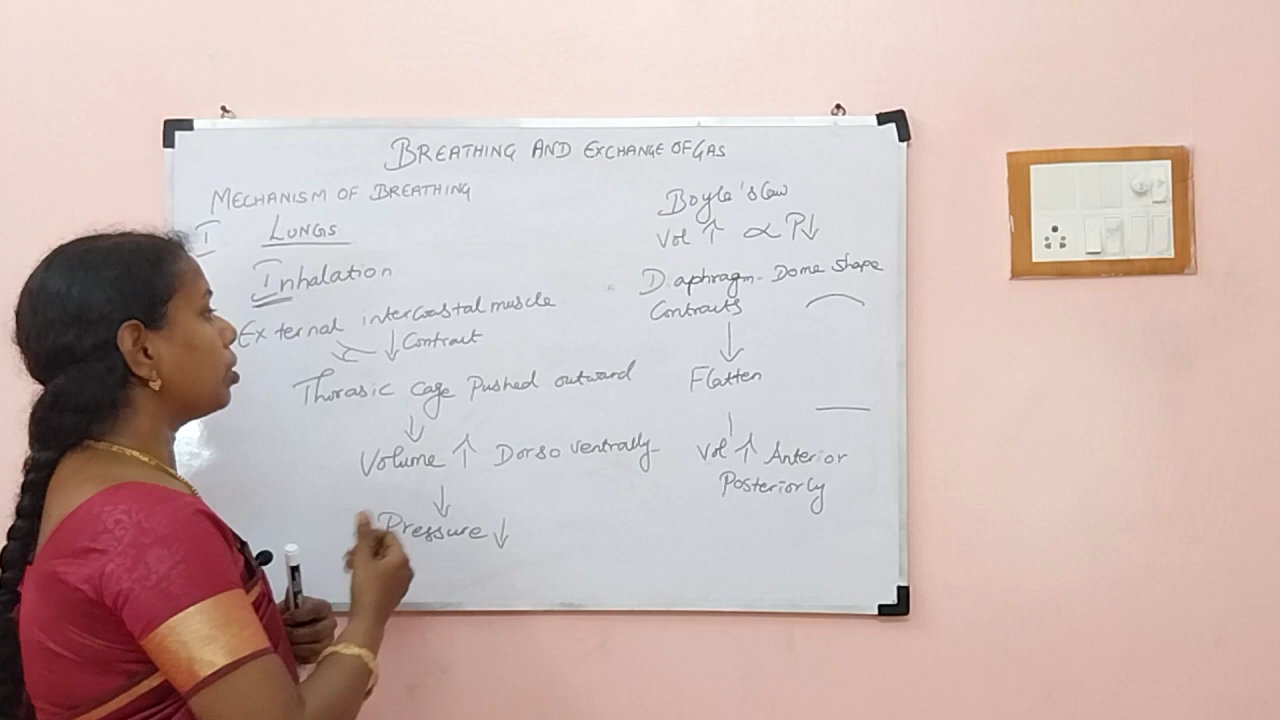 BREATHING AND EXCHANGE OF GAS
MECHANISM OF BREATHING
I LUNGS
Inhalation
External intercoastal muscle
↓ Contract
Thorasic cage Pushed outward
↓
Volume ↑ Dorso ventrally
↓
Pressure ↓
Boyle's law
Vol ↑ ∝ P↓
Diaphragm - Dome shape
Contracts
↓
Flatten
Vol ↑ Anterior
Posteriorly